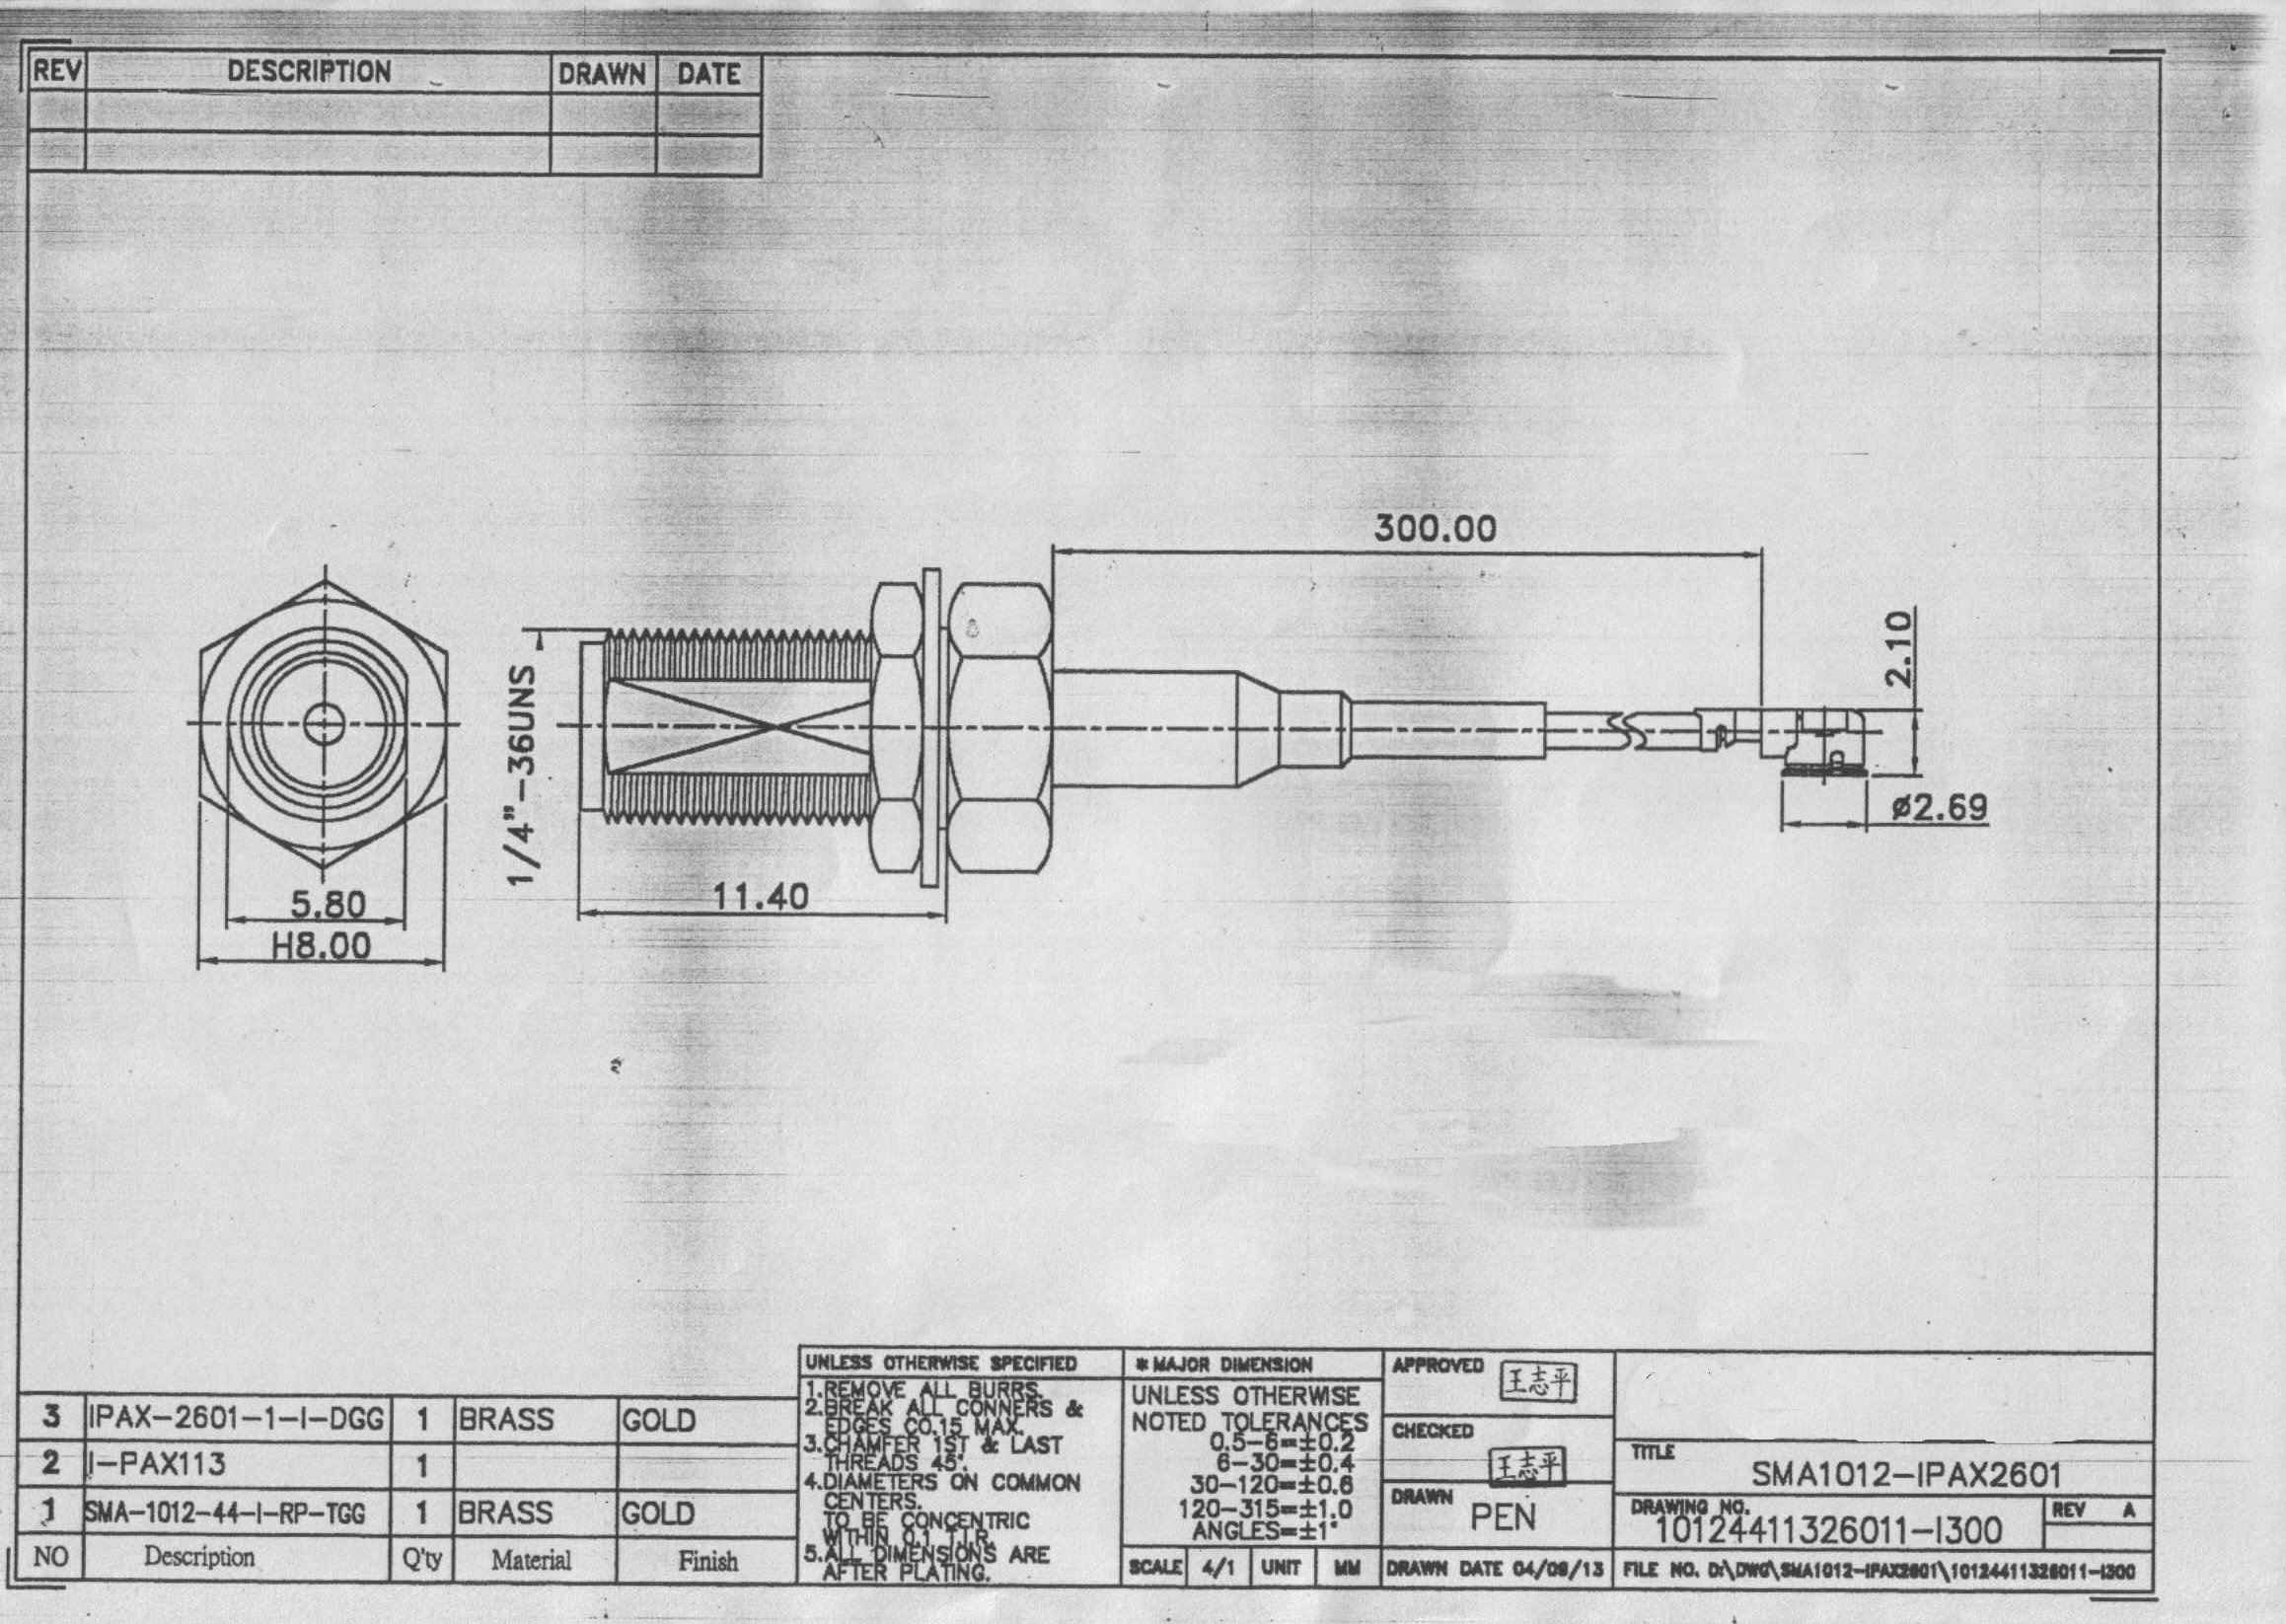 REV DESCRIPTION DRAWN DATE
300.00
2.10
1/4"-36UNS
ø2.69
11.40
5.80
H8.00
3 IPAX-2601-1-I-DGG 1 BRASS GOLD
2 I-PAX113 1
1 SMA-1012-44-I-RP-TGG 1 BRASS GOLD
NO Description Q'ty Material Finish
UNLESS OTHERWISE SPECIFIED
1.REMOVE ALL BURRS.
2.BREAK ALL CONNERS &
EDGES CO.15 MAX.
3.CHAMFER 1ST & LAST
THREADS 45°.
4.DIAMETERS ON COMMON
CENTERS.
TO BE CONCENTRIC
WITHIN 0.1 T.I.R.
5.ALL DIMENSIONS ARE
AFTER PLATING.
* MAJOR DIMENSION
UNLESS OTHERWISE
NOTED TOLERANCES
0.5-6=±0.2
6-30=±0.4
30-120=±0.6
120-315=±1.0
ANGLES=±1°
SCALE 4/1 UNIT MM
APPROVED 王志平
CHECKED 王志平
DRAWN PEN
DRAWN DATE 04/08/13
TITLE
SMA1012-IPAX2601
DRAWING NO.
10124411326011-I300
REV A
FILE NO. D:\DWG\SMA1012-IPAX2601\10124411326011-I300